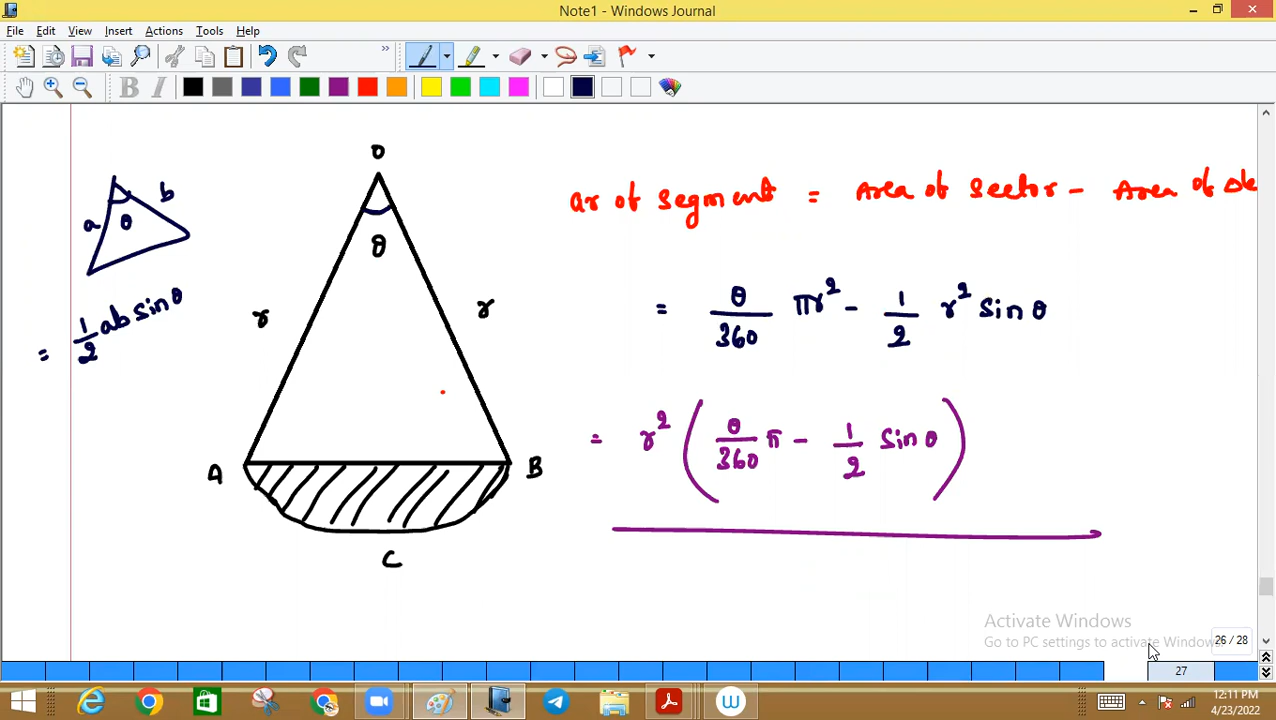 Note1 - Windows Journal
File Edit View Insert Actions Tools Help
O
θ
a θ b
= 1/2 ab sin θ
r r
A B
C
ar of segment = Area of Sector - Area of
= θ/360 πr² - 1/2 r² Sin θ
= r² ( θ/360 π - 1/2 Sin θ )
Activate Windows
Go to PC settings to activate Windows.
26 / 28
27
12:11 PM
4/23/2022